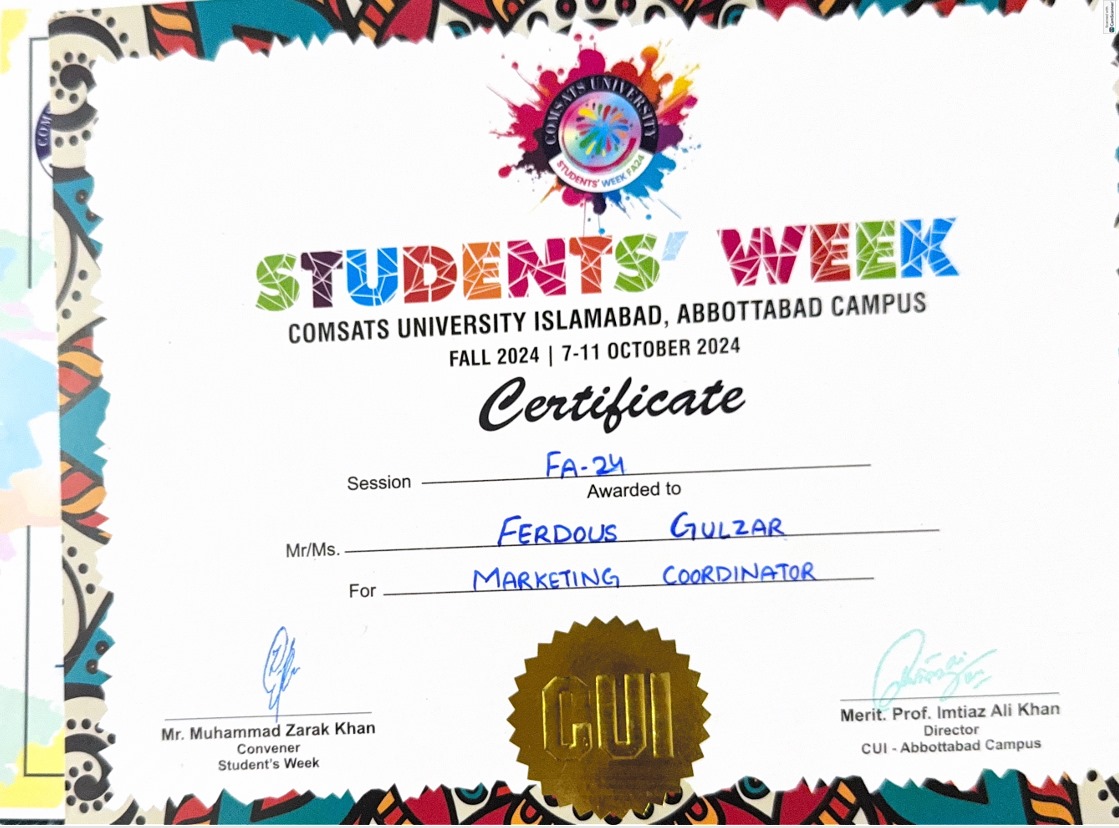 COMSATS UNIVERSITY
STUDENTS' WEEK FA24
STUDENTS' WEEK
COMSATS UNIVERSITY ISLAMABAD, ABBOTTABAD CAMPUS
FALL 2024 | 7-11 OCTOBER 2024
Certificate
Session FA-24
Awarded to
Mr/Ms. FERDOUS GULZAR
For MARKETING COORDINATOR
CUI
Mr. Muhammad Zarak Khan
Convener
Student's Week
Merit. Prof. Imtiaz Ali Khan
Director
CUI - Abbottabad Campus
COM